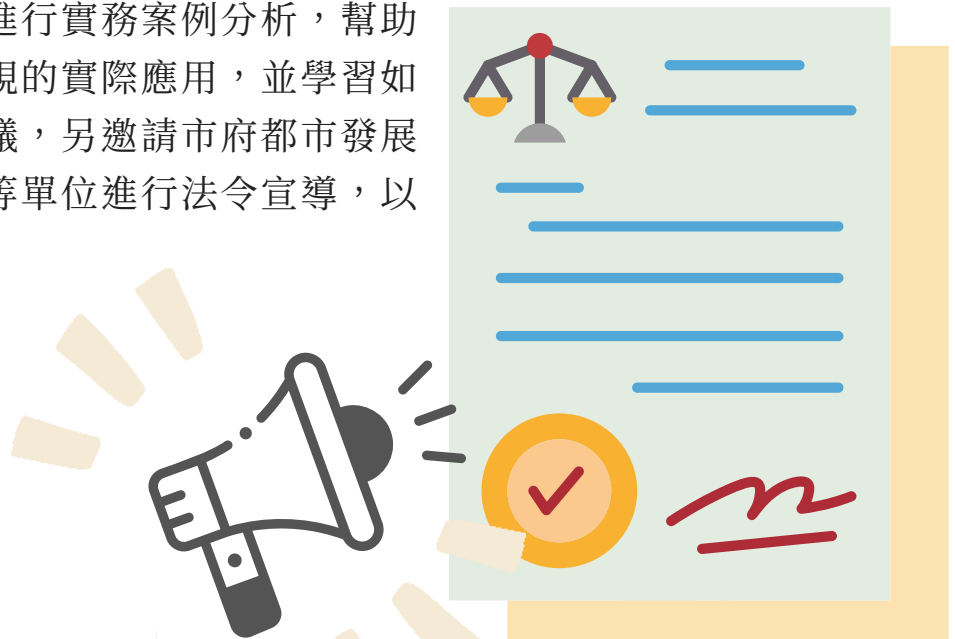 進行實務案例分析，幫助
規的實際應用，並學習如
議，另邀請市府都市發展
等單位進行法令宣導，以